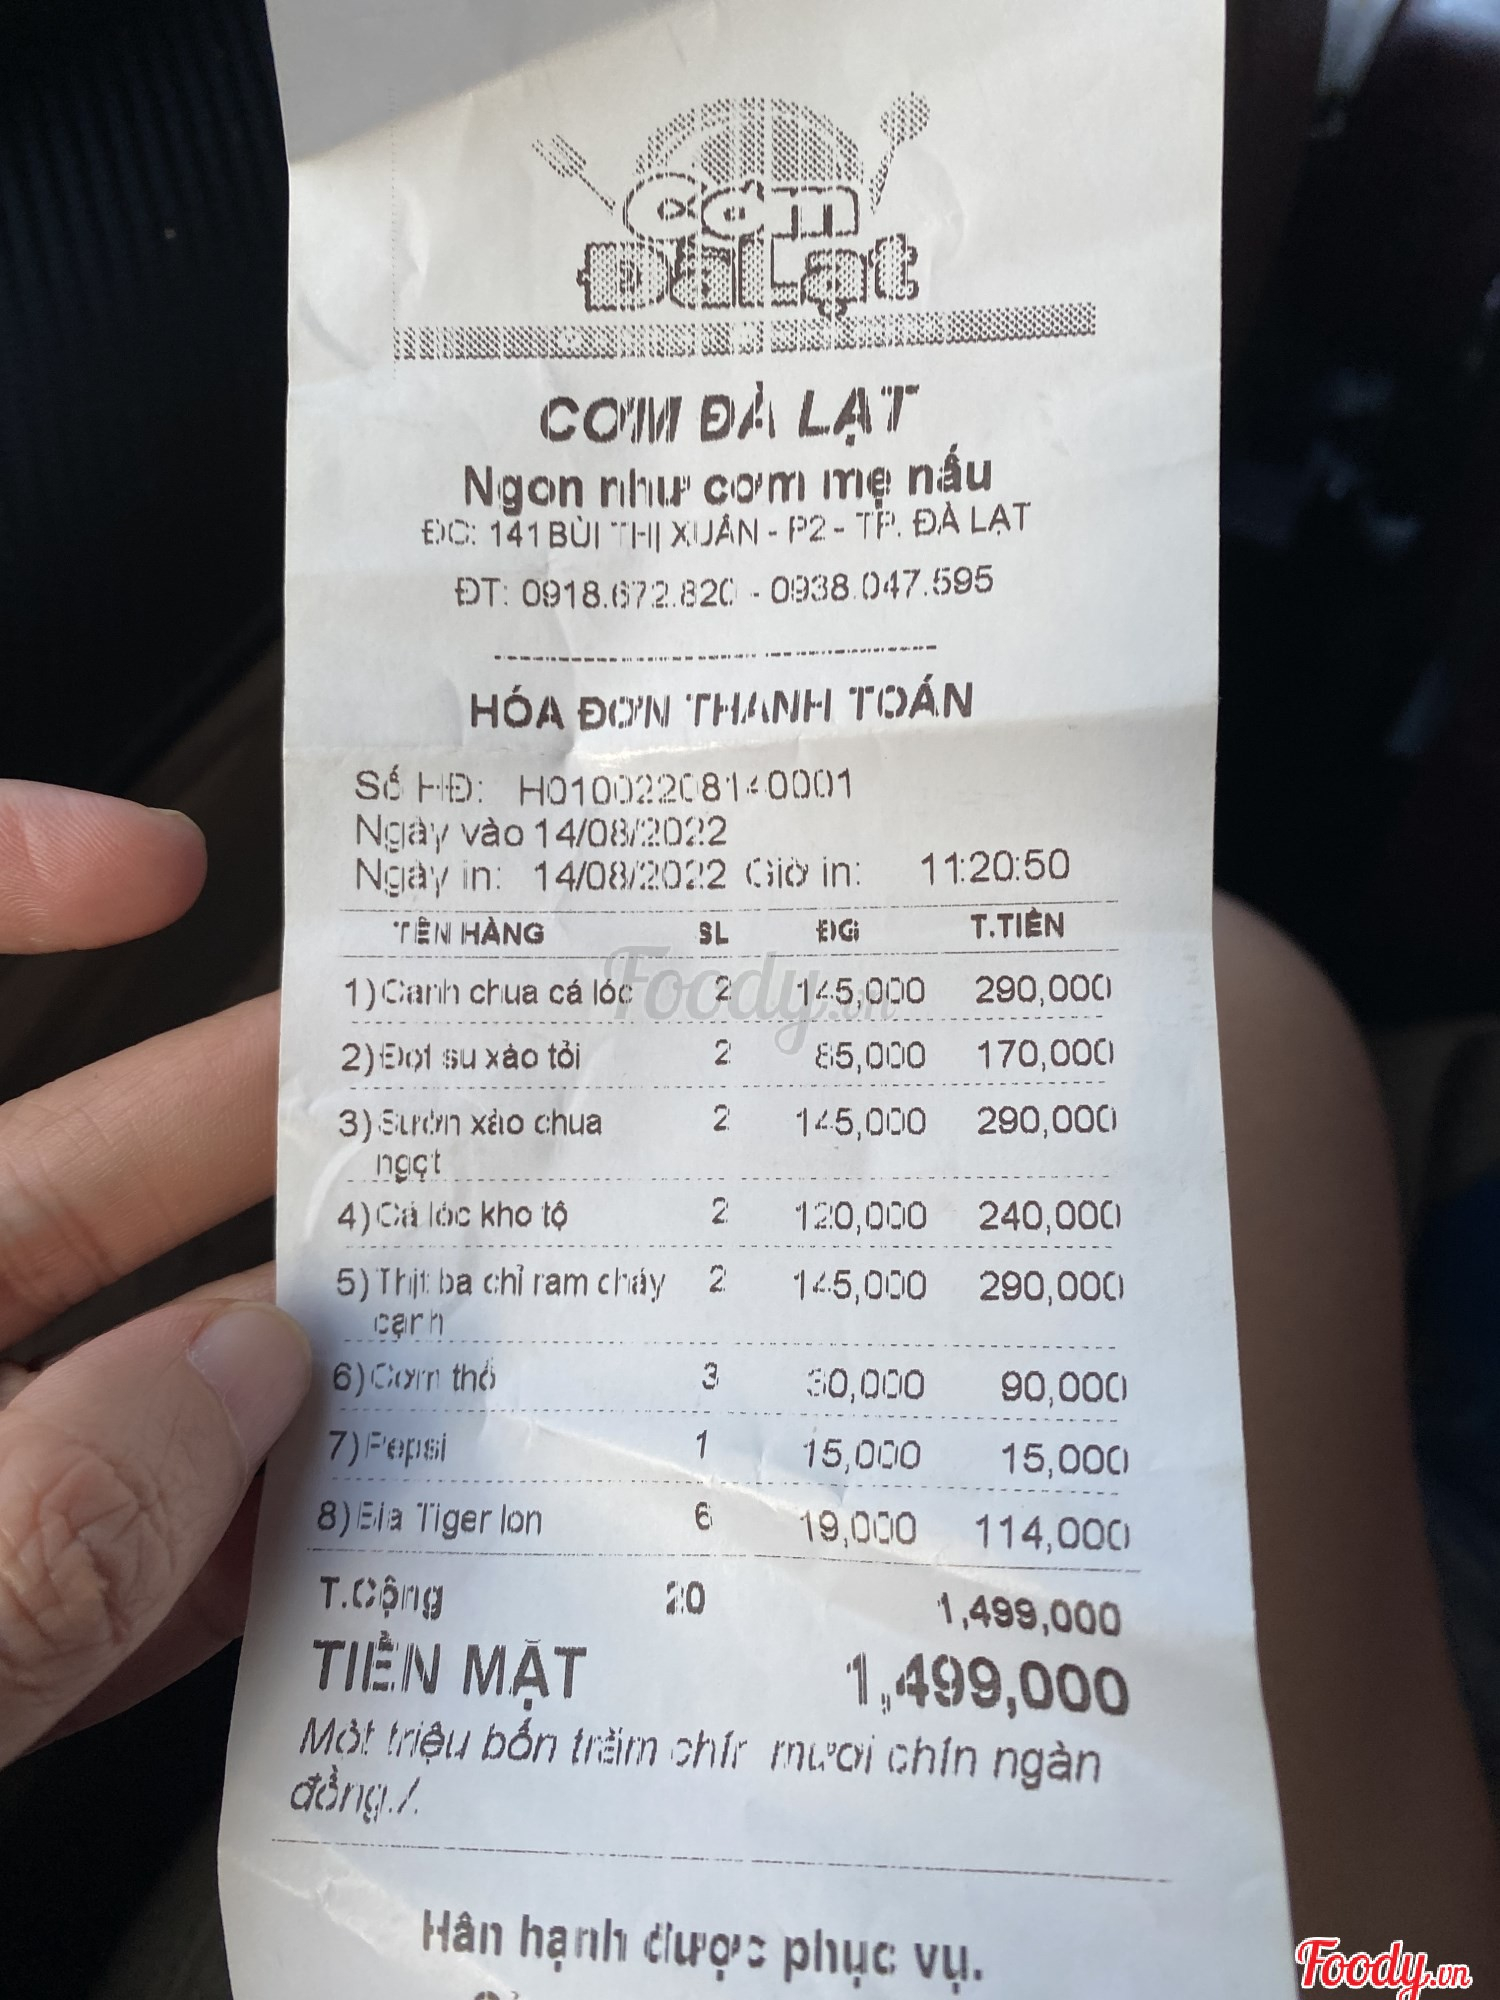 Cơm
ĐàLạt
CƠM ĐÀ LẠT
Ngon như cơm mẹ nấu
ĐC: 141 BÙI THỊ XUÂN - P2 - TP. ĐÀ LẠT
ĐT: 0918.672.820 - 0938.047.595
HÓA ĐƠN THANH TOÁN
Số HĐ: H01002208140001
Ngày vào 14/08/2022
Ngày in: 14/08/2022 Giờ in: 11:20:50
TÊN HÀNG SL ĐG T.TIỀN
1) Canh chua cá lóc 2 145,000 290,000
2) Đọt su xào tỏi 2 85,000 170,000
3) Sườn xào chua 2 145,000 290,000
ngọt
4) Cá lóc kho tộ 2 120,000 240,000
5) Thịt ba chỉ ram cháy 2 145,000 290,000
cạnh
6) Cơm thố 3 30,000 90,000
7) Pepsi 1 15,000 15,000
8) Bia Tiger lon 6 19,000 114,000
T.Cộng 20 1,499,000
TIỀN MẶT 1,499,000
Một triệu bốn trăm chín mươi chín ngàn
đồng./.
Hân hạnh được phục vụ.
Foody.vn
Foody.vn